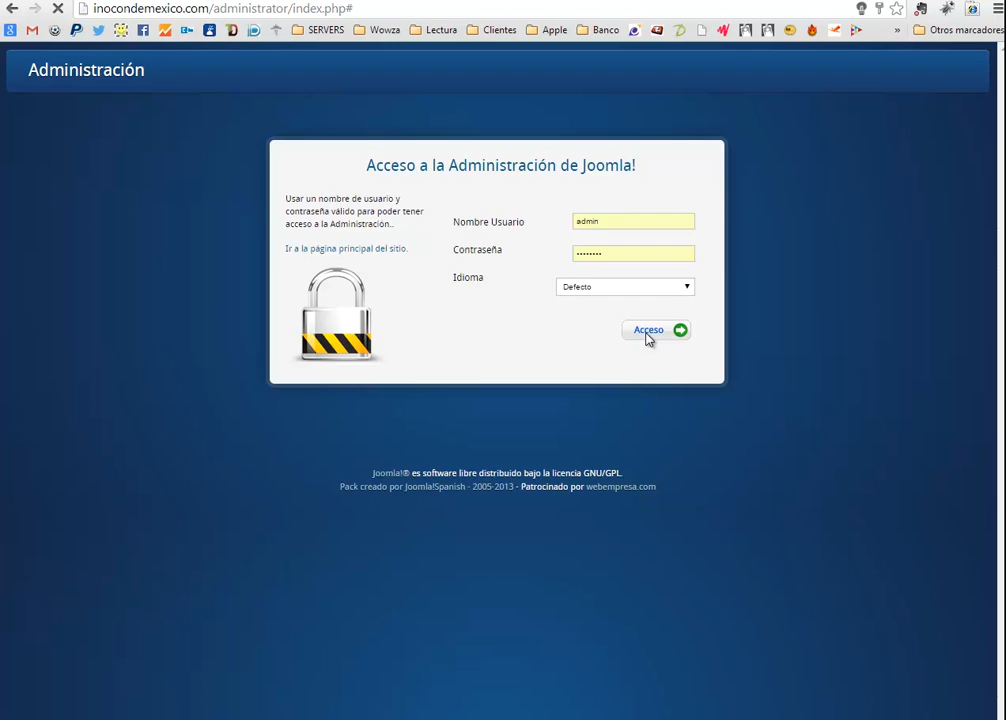 inocondemexico.com/administrator/index.php#
SERVERS Wowza Lectura Clientes Apple Banco » Otros marcadores
Administración
Acceso a la Administración de Joomla!
Usar un nombre de usuario y
contraseña válido para poder tener
acceso a la Administración..
Ir a la página principal del sitio.
Nombre Usuario admin
Contraseña ••••••••
Idioma Defecto
Acceso
Joomla!® es software libre distribuido bajo la licencia GNU/GPL.
Pack creado por Joomla!Spanish - 2005-2013 - Patrocinado por webempresa.com